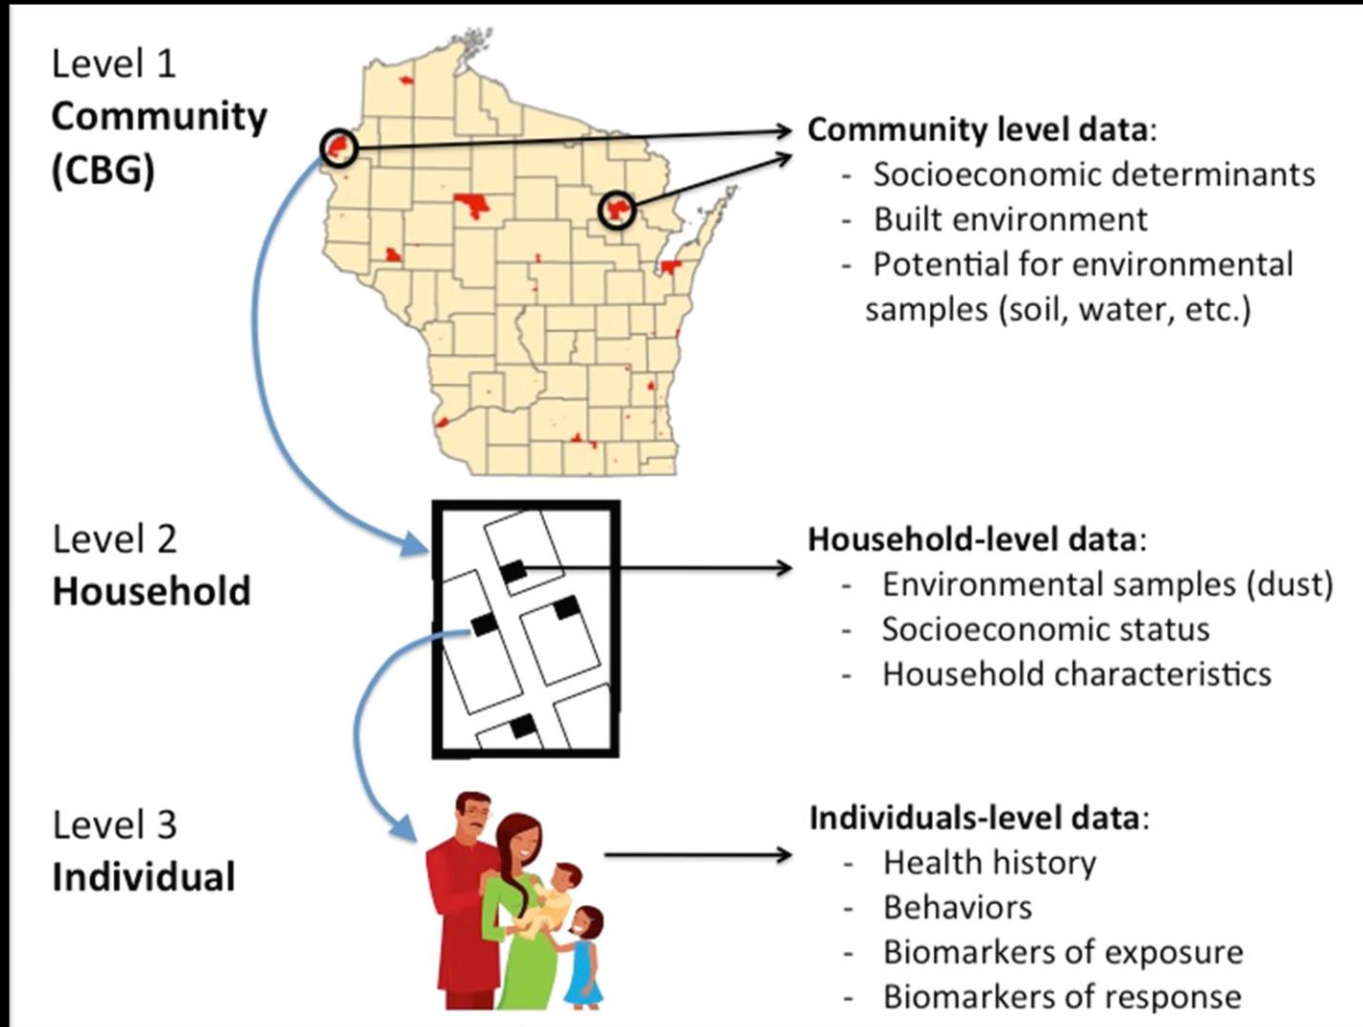 Level 1
Community
(CBG)
Community level data:
- Socioeconomic determinants
- Built environment
- Potential for environmental
samples (soil, water, etc.)
Level 2
Household
Household-level data:
- Environmental samples (dust)
- Socioeconomic status
- Household characteristics
Level 3
Individual
Individuals-level data:
- Health history
- Behaviors
- Biomarkers of exposure
- Biomarkers of response